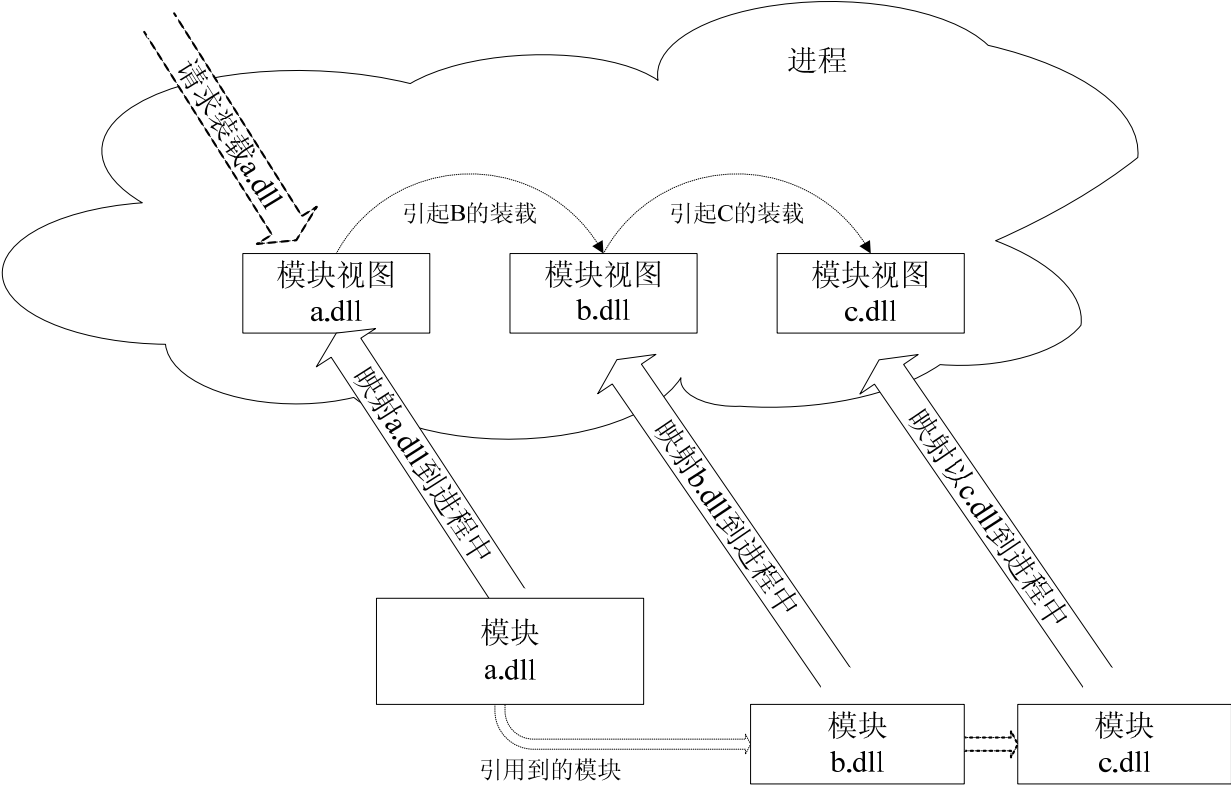 进程
请求装载a.dll
引起B的装载
引起C的装载
模块视图
a.dll
模块视图
b.dll
模块视图
c.dll
映射a.dll到进程中
映射b.dll到进程中
映射以c.dll到进程中
模块
a.dll
模块
b.dll
模块
c.dll
引用到的模块